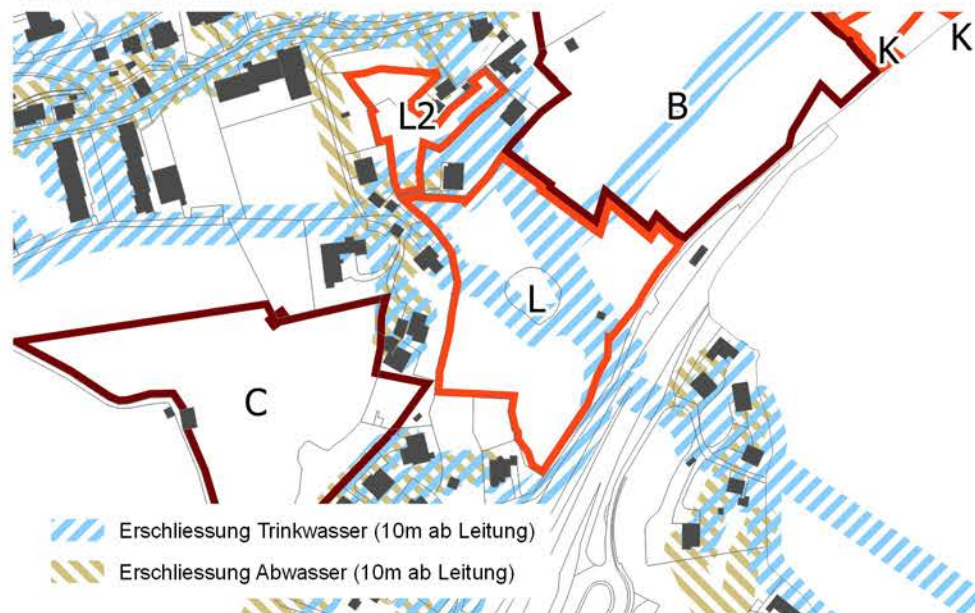 K
K
B
L2
L
C
Erschliessung Trinkwasser (10m ab Leitung)
Erschliessung Abwasser (10m ab Leitung)